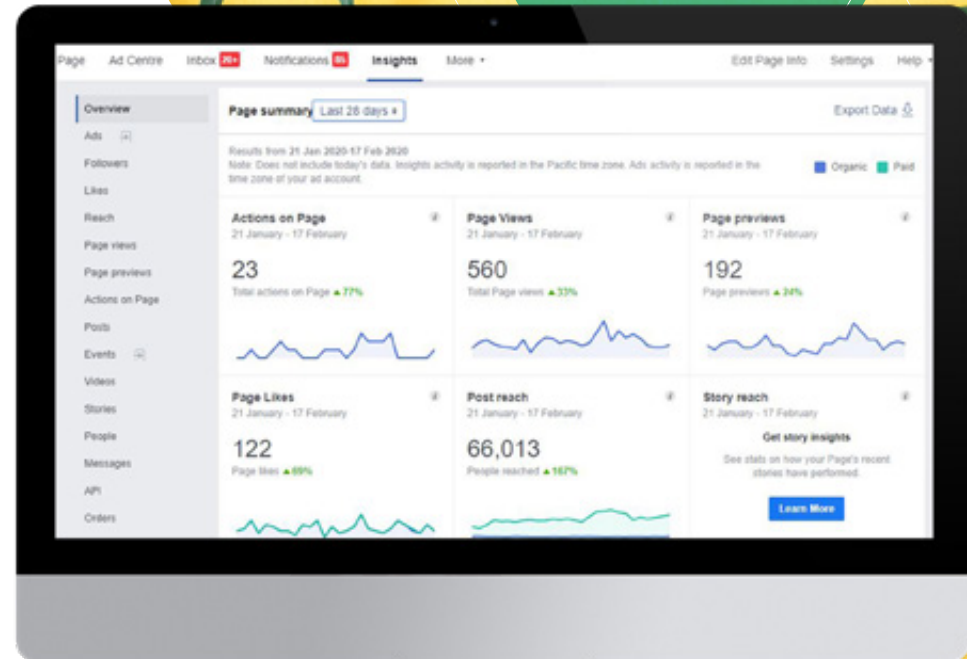 Page Ad Centre Inbox 20+ Notifications Insights More Edit Page Info Settings Help
Overview
Ads
Followers
Likes
Reach
Page views
Page previews
Actions on Page
Posts
Events
Videos
Stories
People
Messages
API
Orders
Page summary Last 28 days
Export Data
Results from 21 Jan 2020-17 Feb 2020
Note: Does not include today's data. Insights activity is reported in the Pacific time zone. Ads activity is reported in the
time zone of your ad account.
Organic Paid
Actions on Page
21 January - 17 February
23
Total actions on Page ▲77%
Page Views
21 January - 17 February
560
Total Page views ▲33%
Page previews
21 January - 17 February
192
Page previews ▲24%
Page Likes
21 January - 17 February
122
Page likes ▲69%
Post reach
21 January - 17 February
66,013
People reached ▲167%
Story reach
21 January - 17 February
Get story insights
See stats on how your Page's recent
stories have performed.
Learn More